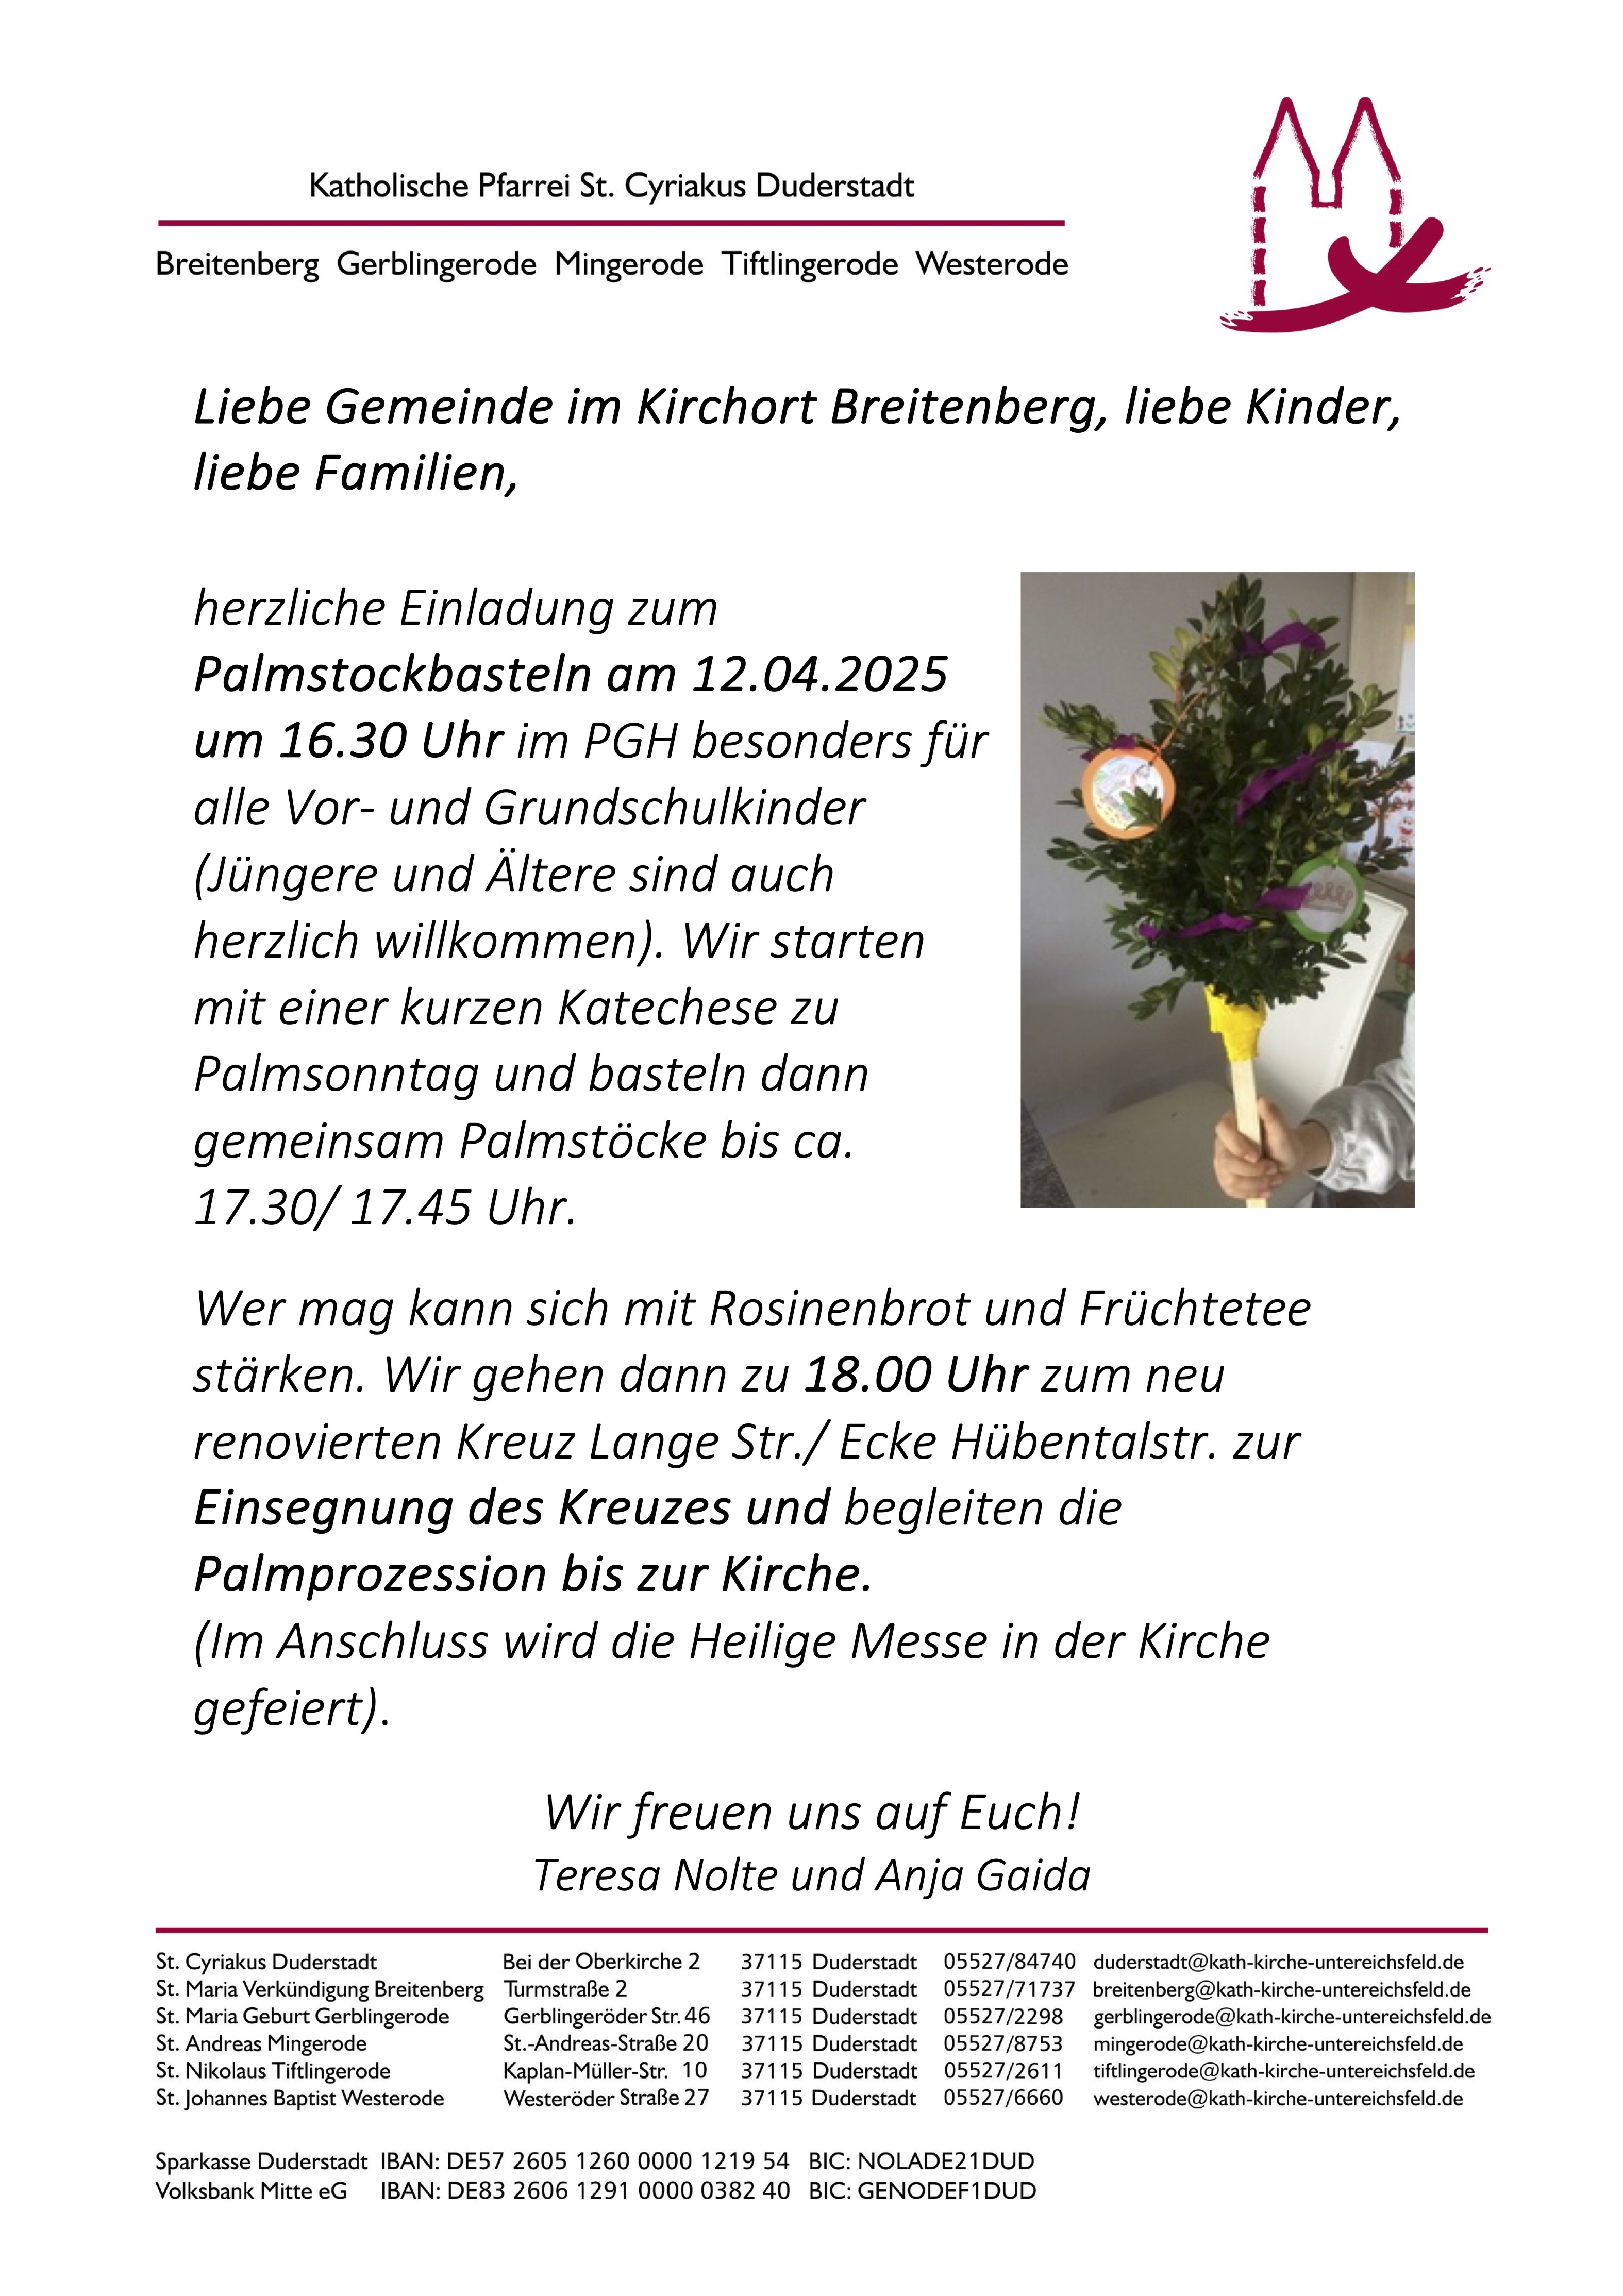 Katholische Pfarrei St. Cyriakus Duderstadt
Breitenberg Gerblingerode Mingerode Tiftlingerode Westerode
Liebe Gemeinde im Kirchort Breitenberg, liebe Kinder,
liebe Familien,
herzliche Einladung zum
Palmstockbasteln am 12.04.2025
um 16.30 Uhr im PGH besonders für
alle Vor- und Grundschulkinder
(Jüngere und Ältere sind auch
herzlich willkommen). Wir starten
mit einer kurzen Katechese zu
Palmsonntag und basteln dann
gemeinsam Palmstöcke bis ca.
17.30/ 17.45 Uhr.
Wer mag kann sich mit Rosinenbrot und Früchtetee
stärken. Wir gehen dann zu 18.00 Uhr zum neu
renovierten Kreuz Lange Str./ Ecke Hübentalstr. zur
Einsegnung des Kreuzes und begleiten die
Palmprozession bis zur Kirche.
(Im Anschluss wird die Heilige Messe in der Kirche
gefeiert).
Wir freuen uns auf Euch!
Teresa Nolte und Anja Gaida
St. Cyriakus Duderstadt Bei der Oberkirche 2 37115 Duderstadt 05527/84740 duderstadt@kath-kirche-untereichsfeld.de
St. Maria Verkündigung Breitenberg Turmstraße 2 37115 Duderstadt 05527/71737 breitenberg@kath-kirche-untereichsfeld.de
St. Maria Geburt Gerblingerode Gerblingeröder Str. 46 37115 Duderstadt 05527/2298 gerblingerode@kath-kirche-untereichsfeld.de
St. Andreas Mingerode St.-Andreas-Straße 20 37115 Duderstadt 05527/8753 mingerode@kath-kirche-untereichsfeld.de
St. Nikolaus Tiftlingerode Kaplan-Müller-Str. 10 37115 Duderstadt 05527/2611 tiftlingerode@kath-kirche-untereichsfeld.de
St. Johannes Baptist Westerode Westeröder Straße 27 37115 Duderstadt 05527/6660 westerode@kath-kirche-untereichsfeld.de
Sparkasse Duderstadt IBAN: DE57 2605 1260 0000 1219 54 BIC: NOLADE21DUD
Volksbank Mitte eG IBAN: DE83 2606 1291 0000 0382 40 BIC: GENODEF1DUD